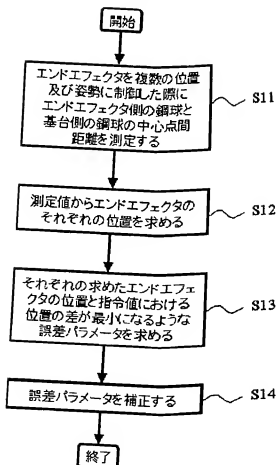 開始
エンドエフェクタを複数の位置
及び姿勢に制御した際に
エンドエフェクタ側の鋼球と
基台側の鋼球の中心点間
距離を測定する
S11
測定値からエンドエフェクタの
それぞれの位置を求める
S12
それぞれの求めたエンドエフェ
クタの位置と指令値における
位置の差が最小になるような
誤差パラメータを求める
S13
誤差パラメータを補正する
S14
終了